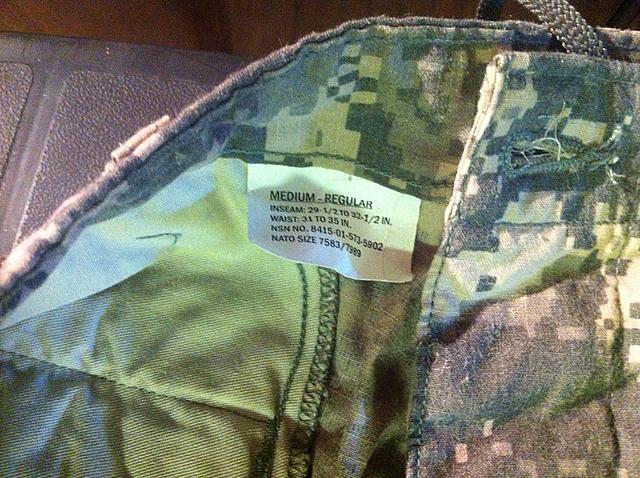 MEDIUM - REGULAR
INSEAM: 29-1/2 TO 32-1/2 IN.
WAIST: 31 TO 35 IN.
NSN NO. 8415-01-573-5902
NATO SIZE 7583/7989